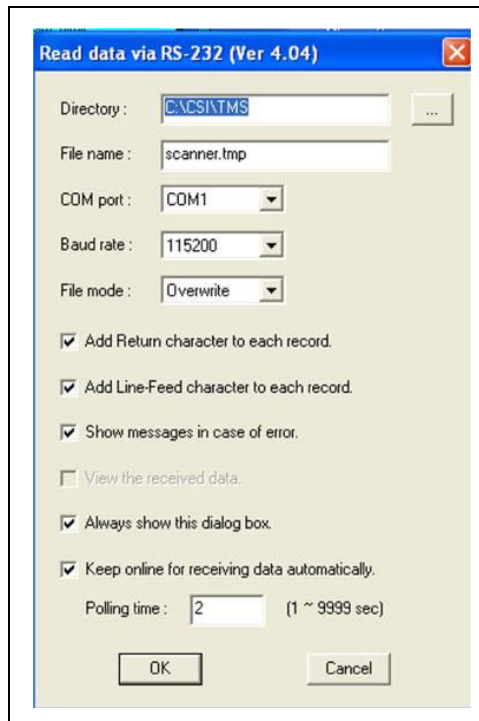 Read data via RS-232 (Ver 4.04)
Directory : C:\CSI\TMS ...
File name : scanner.tmp
COM port : COM1
Baud rate : 115200
File mode : Overwrite
Add Return character to each record.
Add Line-Feed character to each record.
Show messages in case of error.
View the received data.
Always show this dialog box.
Keep online for receiving data automatically.
Polling time : 2 (1 ~ 9999 sec)
OK Cancel